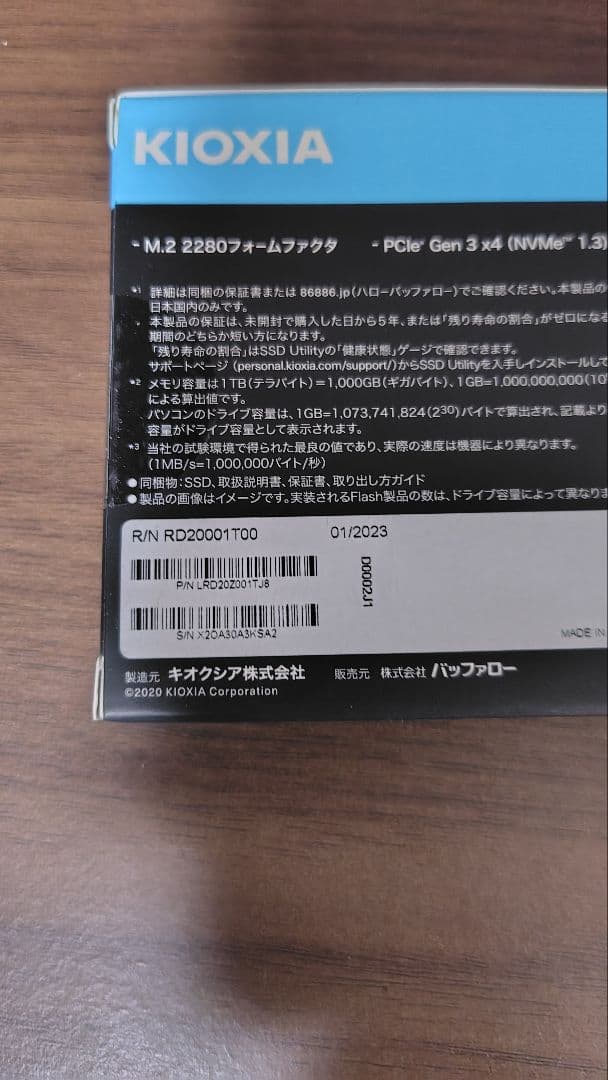 KIOXIA
- M.2 2280フォームファクタ - PCIe® Gen 3 x4 (NVMe™ 1.3)
*1 詳細は同梱の保証書または 86886.jp(ハローバッファロー)でご確認ください。本製品の
日本国内のみです。
本製品の保証は、未開封で購入した日から5年、または「残り寿命の割合」がゼロになる
期間のどちらか短い方になります。
「残り寿命の割合」はSSD Utilityの「健康状態」ゲージで確認できます。
サポートページ (personal.kioxia.com/support/)からSSD Utilityを入手しインストールして
*2 メモリ容量は1TB(テラバイト)=1,000GB(ギガバイト)、1GB=1,000,000,000(10
による算出値です。
パソコンのドライブ容量は、1GB=1,073,741,824(2³⁰)バイトで算出され、記載より
容量がドライブ容量として表示されます。
*3 当社の試験環境で得られた最良の値であり、実際の速度は機器により異なります。
(1MB/s=1,000,000バイト/秒)
●同梱物:SSD、取扱説明書、保証書、取り出し方ガイド
●製品の画像はイメージです。実装されるFlash製品の数は、ドライブ容量によって異なりま
R/N RD20001T00 01/2023
P/N LRD20Z001TJ8
D0002J1
S/N X20A30A3KSA2
MADE IN
製造元 キオクシア株式会社 販売元 株式会社 バッファロー
©2020 KIOXIA Corporation